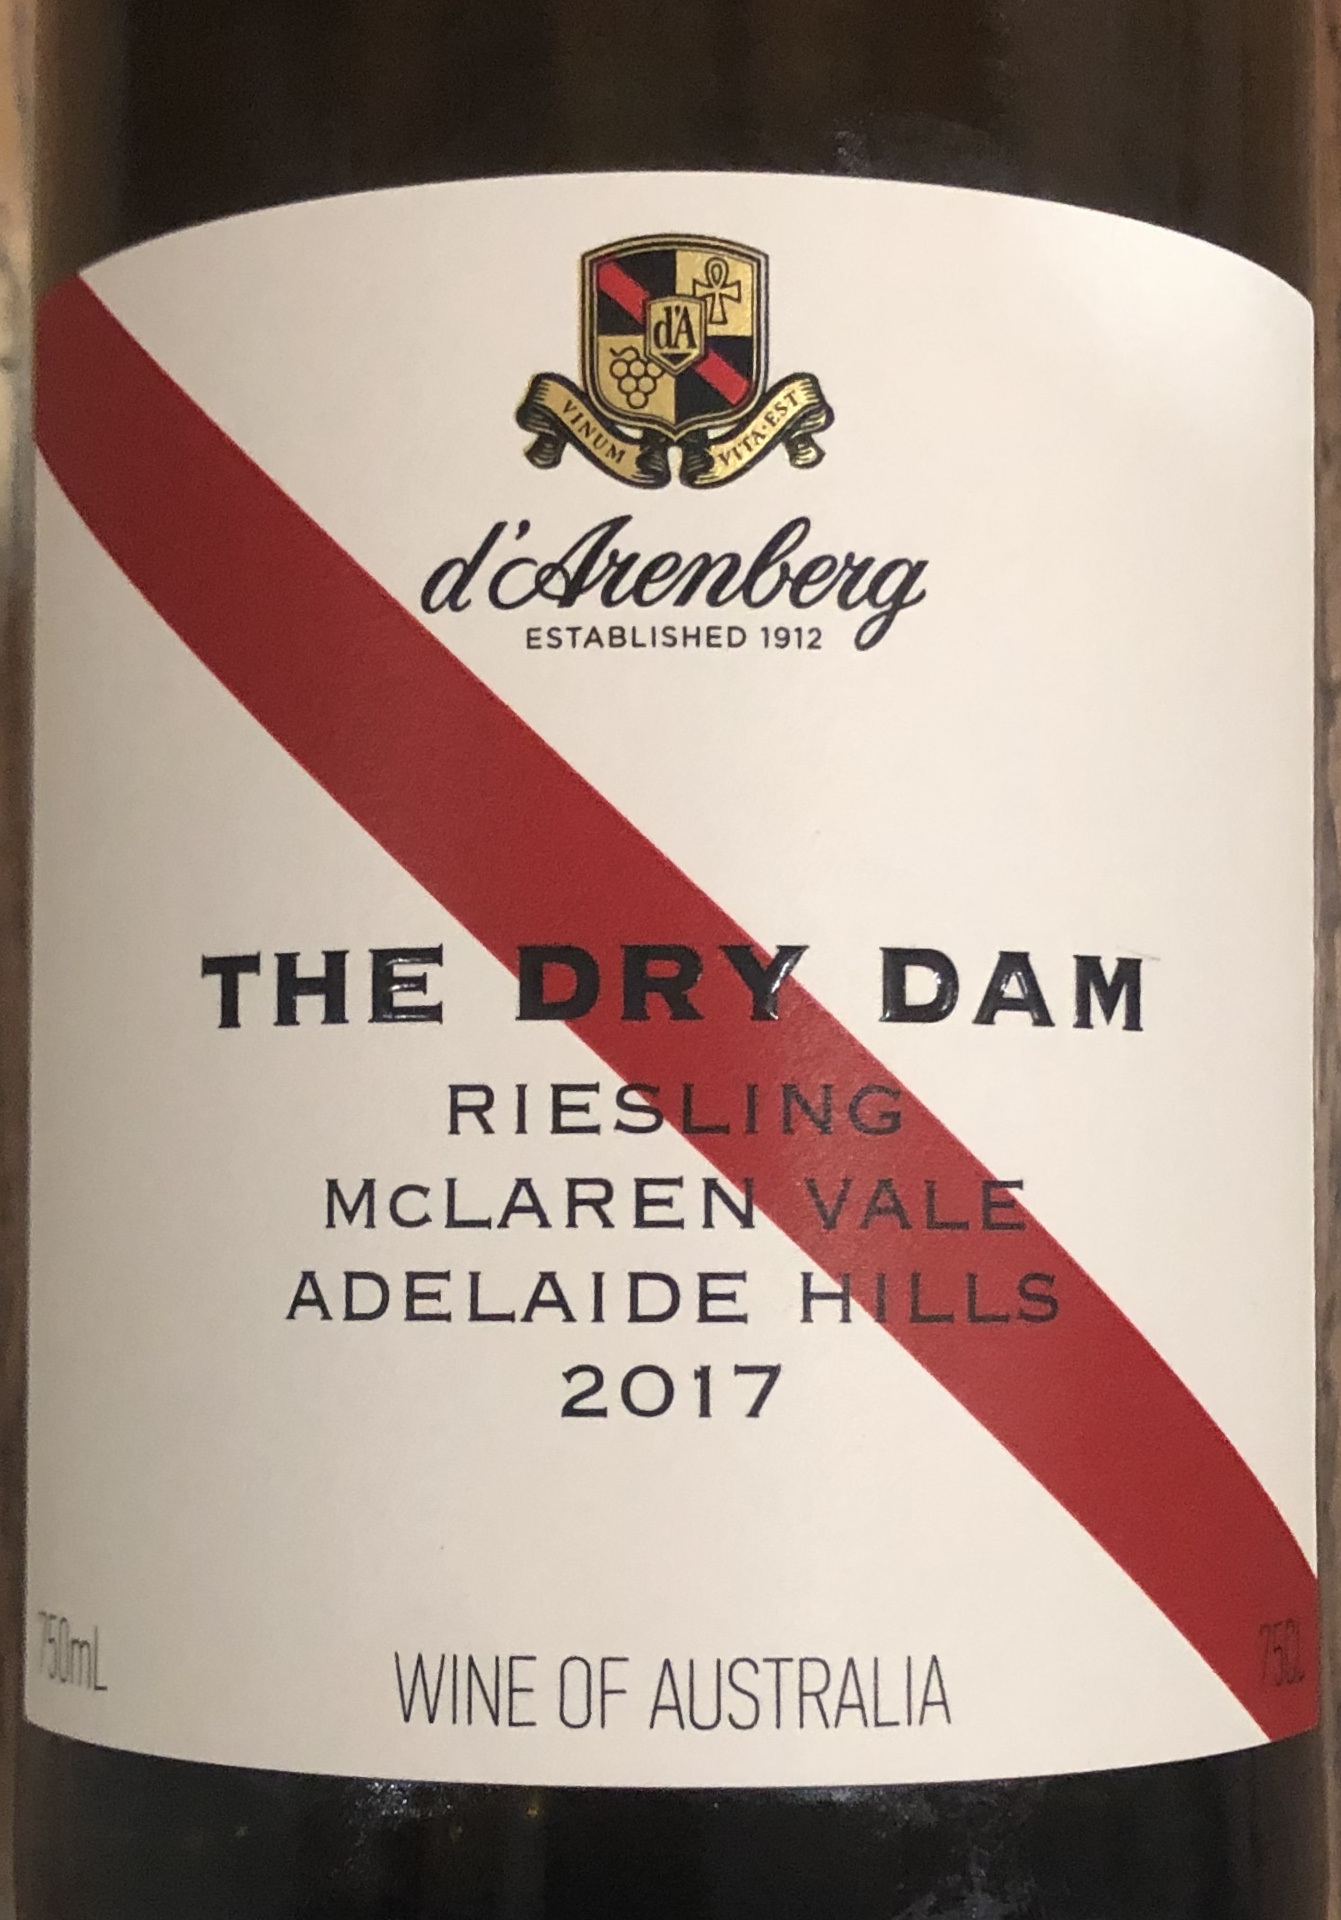 d'A
VINUM VITA·EST
d'Arenberg
ESTABLISHED 1912
THE DRY DAM
RIESLING
McLAREN VALE
ADELAIDE HILLS
2017
750mL
WINE OF AUSTRALIA